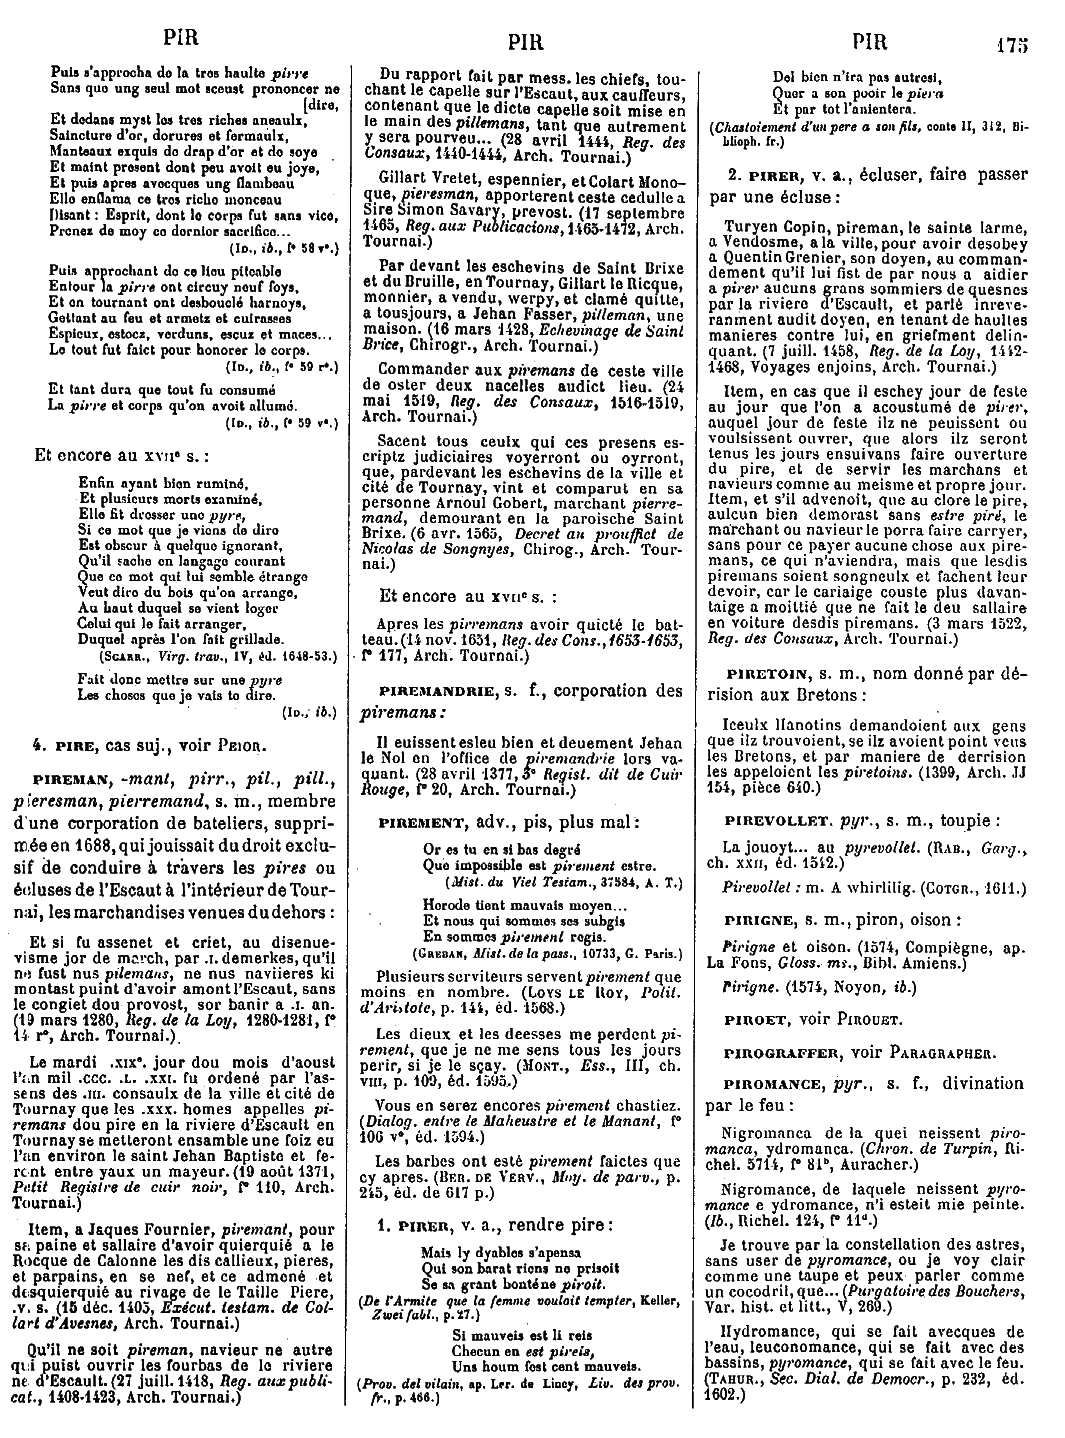 PIR
PIR
PIR
175
Puis s'approcha de la tres haulte pirre
Sans que ung seul mot sceust prononcer ne
[dire,
Et dedans myst les tres riches aneaulx,
Saincture d'or, dorures et fermaulx,
Manteaux exquis de drap d'or et de soye
Et maint present dont peu avoit eu joye,
Et puis apres avecques ung flambeau
Elle enflama ce tres riche monceau
Disant : Esprit, dont le corps fut sans vice,
Prenez de moy ce dernier sacrifice...
(ID., ib., f° 58 v°.)
Puis approchant de ce lieu piteable
Entour la pirre ont circuy neuf foys,
Et en tournant ont desbouclé harnoys,
Gettant au feu et armetz et cuirasses
Espieux, estocz, verduns, escuz et maces...
Le tout fut faict pour honorer le corps.
(ID., ib., f° 59 r°.)
Et tant dura que tout fu consumé
La pirre et corps qu'on avoit allumé.
(ID., ib., f° 59 v°.)
Et encore au XVIIe s. :
Enfin ayant bien ruminé,
Et plusieurs morts examiné,
Elle fit dresser une pyre,
Si ce mot que je viens de dire
Est obscur à quelque ignorant,
Qu'il sache en langage courant
Que ce mot qui lui semble étrange
Veut dire du bois qu'on arrange,
Au haut duquel se vient loger
Celui qui le fait arranger,
Duquel après l'on fait grillade.
(SCARR., Virg. trav., IV, éd. 1648-53.)
Fait donc mettre sur une pyre
Les choses que je vais te dire.
(ID., ib.)
4. PIRE, cas suj., voir PEIOR.
PIREMAN, -mant, pirr., pil., pill.,
pieresman, pierremand, s. m., membre
d'une corporation de bateliers, suppri-
mée en 1688, qui jouissait du droit exclu-
sif de conduire à travers les pires ou
écluses de l'Escaut à l'intérieur de Tour-
nai, les marchandises venues du dehors :
Et si fu assenet et criet, au disenue-
visme jor de march, par .I. demerkes, qu'il
ne fust nus pilemans, ne nus naviieres ki
montast puint d'avoir amont l'Escaut, sans
le congiet dou provost, sor banir a .I. an.
(19 mars 1280, Reg. de la Loy, 1280-1281, f°
14 r°, Arch. Tournai.)
Le mardi .XIXe. jour dou mois d'aoust
l'an mil .CCC. .L. .XXI. fu ordené par l'as-
sens des .III. consaulx de la ville et cité de
Tournay que les .XXX. homes appelles pi-
remans dou pire en la riviere d'Escault en
Tournay se metteront ensamble une foiz eu
l'an environ le saint Jehan Baptiste et fe-
ront entre yaux un mayeur. (19 août 1371,
Petit Registre de cuir noir, f° 110, Arch.
Tournai.)
Item, a Jaques Fournier, piremant, pour
se paine et sallaire d'avoir quierquié a le
Rocque de Calonne les dis callieux, pieres,
et parpains, en se nef, et ce admené et
desquierquié au rivage de le Taille Piere,
.V. s. (15 déc. 1405, Exécut. testam. de Col-
lart d'Avesnes, Arch. Tournai.)
Qu'il ne soit pireman, navieur ne autre
qui puist ouvrir les fourbas de le riviere
ne d'Escault. (27 juill. 1418, Reg. aux publi-
cat., 1408-1423, Arch. Tournai.)
Du rapport fait par mess. les chiefs, tou-
chant le capelle sur l'Escaut, aux cauffeurs,
contenant que le dicte capelle soit mise en
le main des pillemans, tant que autrement
y sera pourveu... (28 avril 1444, Reg. des
Consaux, 1440-1444, Arch. Tournai.)
Gillart Vretet, espennier, et Colart Mono-
que, pieresman, apporterent ceste cedulle a
Sire Simon Savary, prevost. (17 septembre
1465, Reg. aux Publicacions, 1465-1472, Arch.
Tournai.)
Par devant les eschevins de Saint Brixe
et du Bruille, en Tournay, Gillart le Ricque,
monnier, a vendu, werpy, et clamé quitte,
a tousjours, a Jehan Fasser, pilleman, une
maison. (16 mars 1428, Echevinage de Saint
Brice, Chirogr., Arch. Tournai.)
Commander aux piremans de ceste ville
de oster deux nacelles audict lieu. (24
mai 1519, Reg. des Consaux, 1516-1519,
Arch. Tournai.)
Sacent tous ceulx qui ces presens es-
criptz judiciaires voyerront ou oyrront,
que, pardevant les eschevins de la ville et
cité de Tournay, vint et comparut en sa
personne Arnoul Gobert, marchant pierre-
mand, demourant en la paroische Saint
Brixe. (6 avr. 1565, Decret au prouffict de
Nicolas de Songnyes, Chirog., Arch. Tour-
nai.)
Et encore au XVIIe s. :
Apres les pirremans avoir quicté le bat-
teau. (14 nov. 1651, Reg. des Cons., 1653-1653,
f° 177, Arch. Tournai.)
PIREMANDRIE, s. f., corporation des
piremans :
Il euissent esleu bien et deuement Jehan
le Nol en l'office de piremandrie lors va-
quant. (28 avril 1377, 3e Regist. dit de Cuir
Rouge, f° 20, Arch. Tournai.)
PIREMENT, adv., pis, plus mal :
Or es tu en si bas degré
Que impossible est pirement estre.
(Mist. du Viel Testam., 37584, A. T.)
Herode tient mauvais moyen...
Et nous qui sommes ses subgis
En sommes pirement regis.
(GREBAN, Mist. de la pass., 10733, G. Paris.)
Plusieurs serviteurs servent pirement que
moins en nombre. (LOYS LE ROY, Polit.
d'Aristote, p. 144, éd. 1568.)
Les dieux et les deesses me perdent pi-
rement, que je ne me sens tous les jours
perir, si je le sçay. (MONT., Ess., III, ch.
VIII, p. 109, éd. 1595.)
Vous en serez encores pirement chastiez.
(Dialog. entre le Maheustre et le Manant, f°
106 v°, éd. 1594.)
Les barbes ont esté pirement faictes que
cy apres. (BER. DE VERV., Moy. de parv., p.
245, éd. de 617 p.)
1. PIRER, v. a., rendre pire :
Mais ly dyables s'apensa
Qui son barat riens ne prisoit
Se sa grant bonté ne piroit.
(De l'Armite que la femme vouloit tempter, Keller,
Zwei fabl., p. 27.)
Si mauveis est li reis
Checun en est pireis,
Uns houm fest cent mauveis.
(Prov. del vilain, ap. Ler. de Lincy, Liv. des prov.
fr., p. 466.)
Del bien n'ira pas autresi,
Quer a son pooir le piera
Et par tot l'anientera.
(Chastoiement d'un pere a son fils, conte II, 312, Bi-
blioph. fr.)
2. PIRER, v. a., écluser, faire passer
par une écluse :
Turyen Copin, pireman, le sainte larme,
a Vendosme, a la ville, pour avoir desobey
a Quentin Grenier, son doyen, au comman-
dement qu'il lui fist de par nous a aidier
a pirer aucuns grans sommiers de quesnes
par la riviere d'Escault, et parlé inreve-
ranment audit doyen, en tenant de haultes
manieres contre lui, en griefment delin-
quant. (7 juill. 1458, Reg. de la Loy, 1442-
1468, Voyages enjoins, Arch. Tournai.)
Item, en cas que il eschey jour de feste
au jour que l'on a acoustumé de pirer,
auquel jour de feste ilz ne peuissent ou
voulsissent ouvrer, que alors ilz seront
tenus les jours ensuivans faire ouverture
du pire, et de servir les marchans et
navieurs comme au meisme et propre jour.
Item, et s'il advenoit, que au clore le pire,
aulcun bien demorast sans estre piré, le
marchant ou navieur le porra faire carryer,
sans pour ce payer aucune chose aux pire-
mans, ce qui n'aviendra, mais que lesdis
piremans soient songneulx et fachent leur
devoir, car le cariaige couste plus davan-
taige a moittié que ne fait le deu sallaire
en voiture desdis piremans. (3 mars 1522,
Reg. des Consaux, Arch. Tournai.)
PIRETOIN, s. m., nom donné par dé-
rision aux Bretons :
Iceulx Hanotins demandoient aux gens
que ilz trouvoient, se ilz avoient point veus
les Bretons, et par maniere de derrision
les appeloient les piretoins. (1399, Arch. JJ
154, pièce 640.)
PIREVOLLET, pyr., s. m., toupie :
La jouoyt... au pyrevollet. (RAB., Garg.,
ch. XXII, éd. 1542.)
Pirevollet : m. A whirlilig. (COTGR., 1611.)
PIRIGNE, s. m., piron, oison :
Pirigne et oison. (1574, Compiègne, ap.
La Fons, Gloss. ms., Bibl. Amiens.)
Pirigne. (1574, Noyon, ib.)
PIROET, voir PIROUET.
PIROGRAFFER, voir PARAGRAPHER.
PIROMANCE, pyr., s. f., divination
par le feu :
Nigromanca de la quei neissent piro-
manca, ydromanca. (Chron. de Turpin, Ri-
chel. 5714, f° 81b, Auracher.)
Nigromance, de laquele neissent pyro-
mance e ydromance, n'i esteit mie peinte.
(Ib., Richel. 124, f° 11d.)
Je trouve par la constellation des astres,
sans user de pyromance, ou je voy clair
comme une taupe et peux parler comme
un cocodril, que... (Purgatoire des Bouchers,
Var. hist. et litt., V, 269.)
Hydromance, qui se fait avecques de
l'eau, leuconomance, qui se fait avec des
bassins, pyromance, qui se fait avec le feu.
(TAHUR., Sec. Dial. de Democr., p. 232, éd.
1602.)